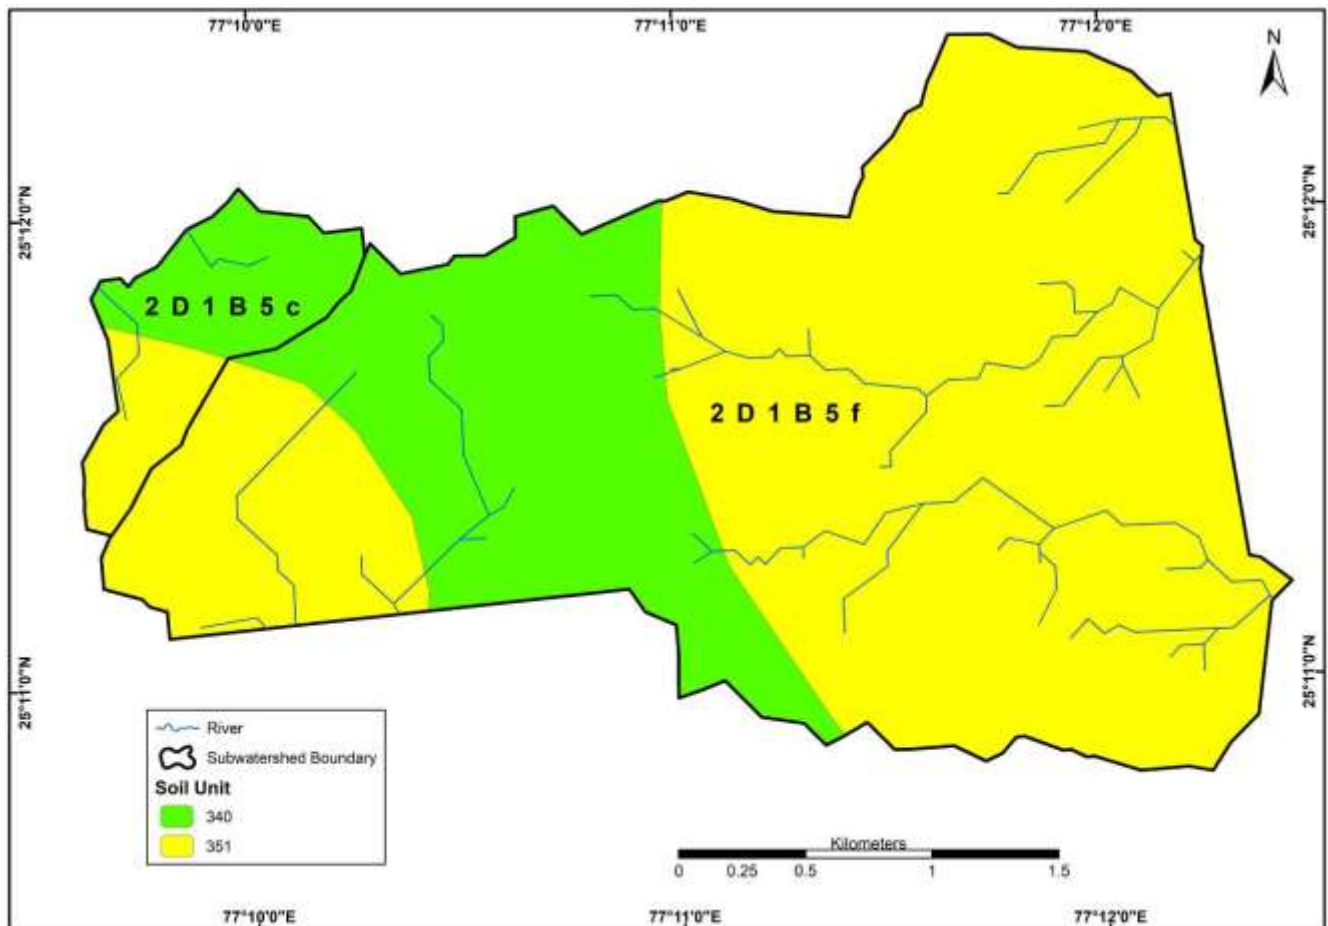 77°10'0"E
77°11'0"E
77°12'0"E
N
25°12'0"N
25°12'0"N
2 D 1 B 5 c
2 D 1 B 5 f
25°11'0"N
25°11'0"N
River
Subwatershed Boundary
Soil Unit
340
351
Kilometers
0 0.25 0.5 1 1.5
77°10'0"E
77°11'0"E
77°12'0"E